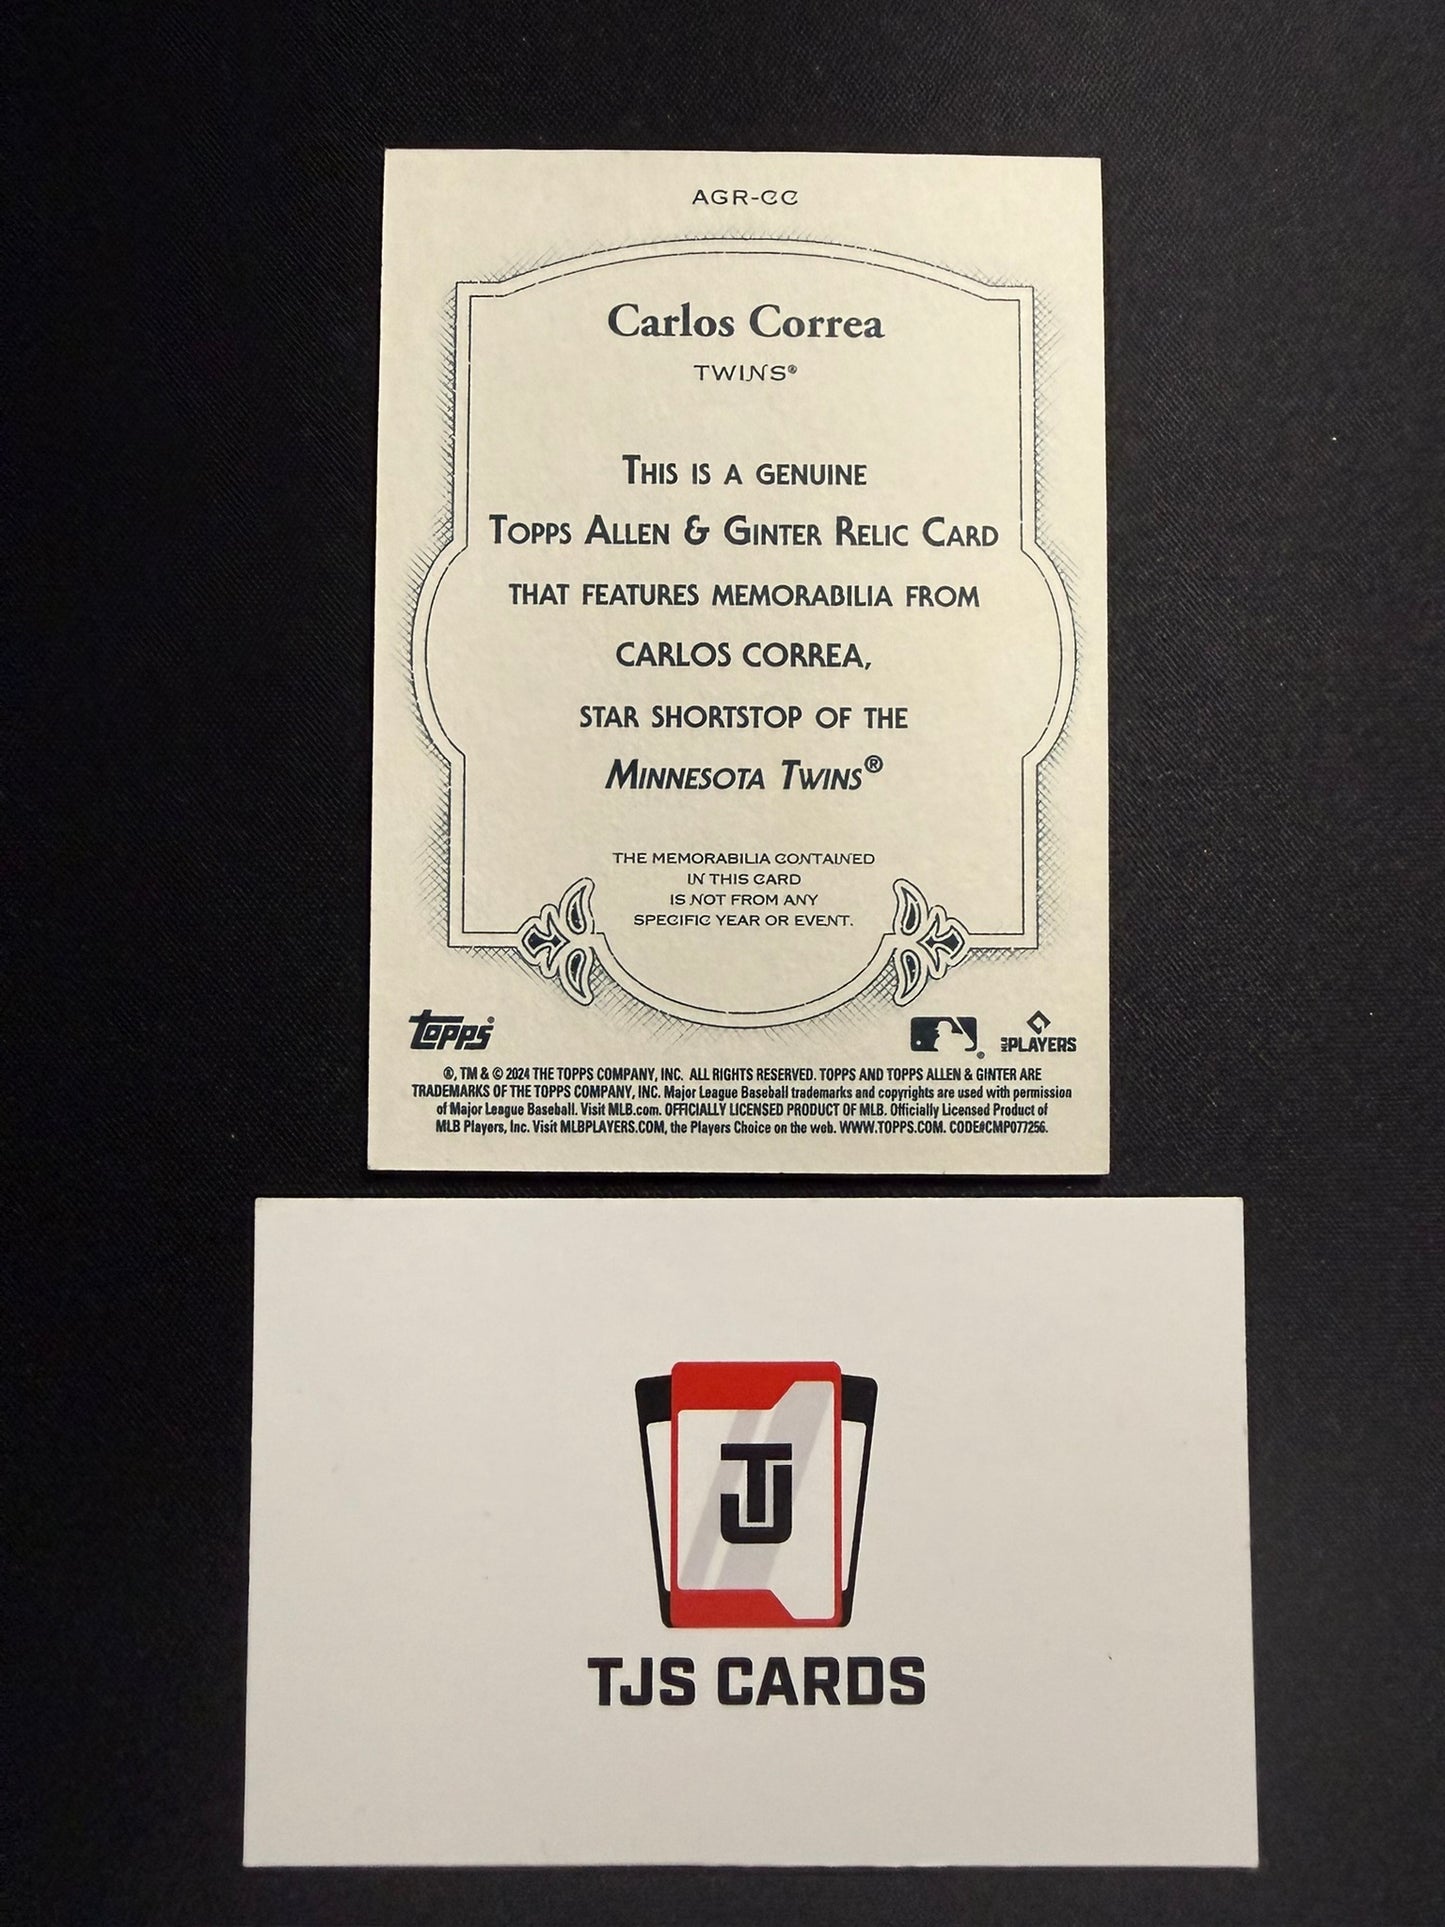 AGR-CC
Carlos Correa
TWINS®
THIS IS A GENUINE
TOPPS ALLEN & GINTER RELIC CARD
THAT FEATURES MEMORABILIA FROM
CARLOS CORREA,
STAR SHORTSTOP OF THE
MINNESOTA TWINS®
THE MEMORABILIA CONTAINED
IN THIS CARD
IS NOT FROM ANY
SPECIFIC YEAR OR EVENT.
topps® ® MLB PLAYERS
®, TM & © 2024 THE TOPPS COMPANY, INC. ALL RIGHTS RESERVED. TOPPS AND TOPPS ALLEN & GINTER ARE
TRADEMARKS OF THE TOPPS COMPANY, INC. Major League Baseball trademarks and copyrights are used with permission
of Major League Baseball. Visit MLB.com. OFFICIALLY LICENSED PRODUCT OF MLB. Officially Licensed Product of
MLB Players, Inc. Visit MLBPLAYERS.COM, the Players Choice on the web. WWW.TOPPS.COM. CODE#CMP077256.
TJ
TJS CARDS